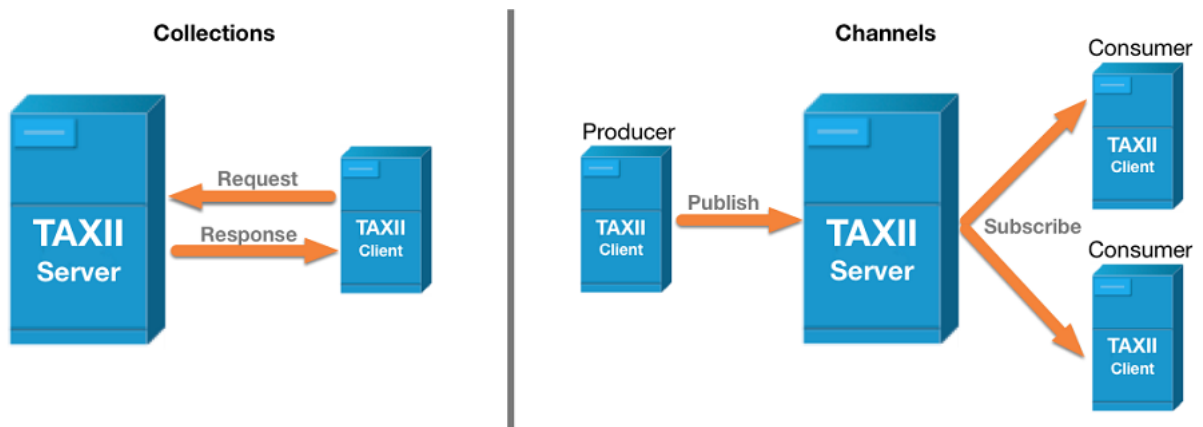 Collections
TAXII
Server
Request
Response
TAXII
Client
Channels
Producer
TAXII
Client
Publish
TAXII
Server
Subscribe
Consumer
TAXII
Client
Consumer
TAXII
Client